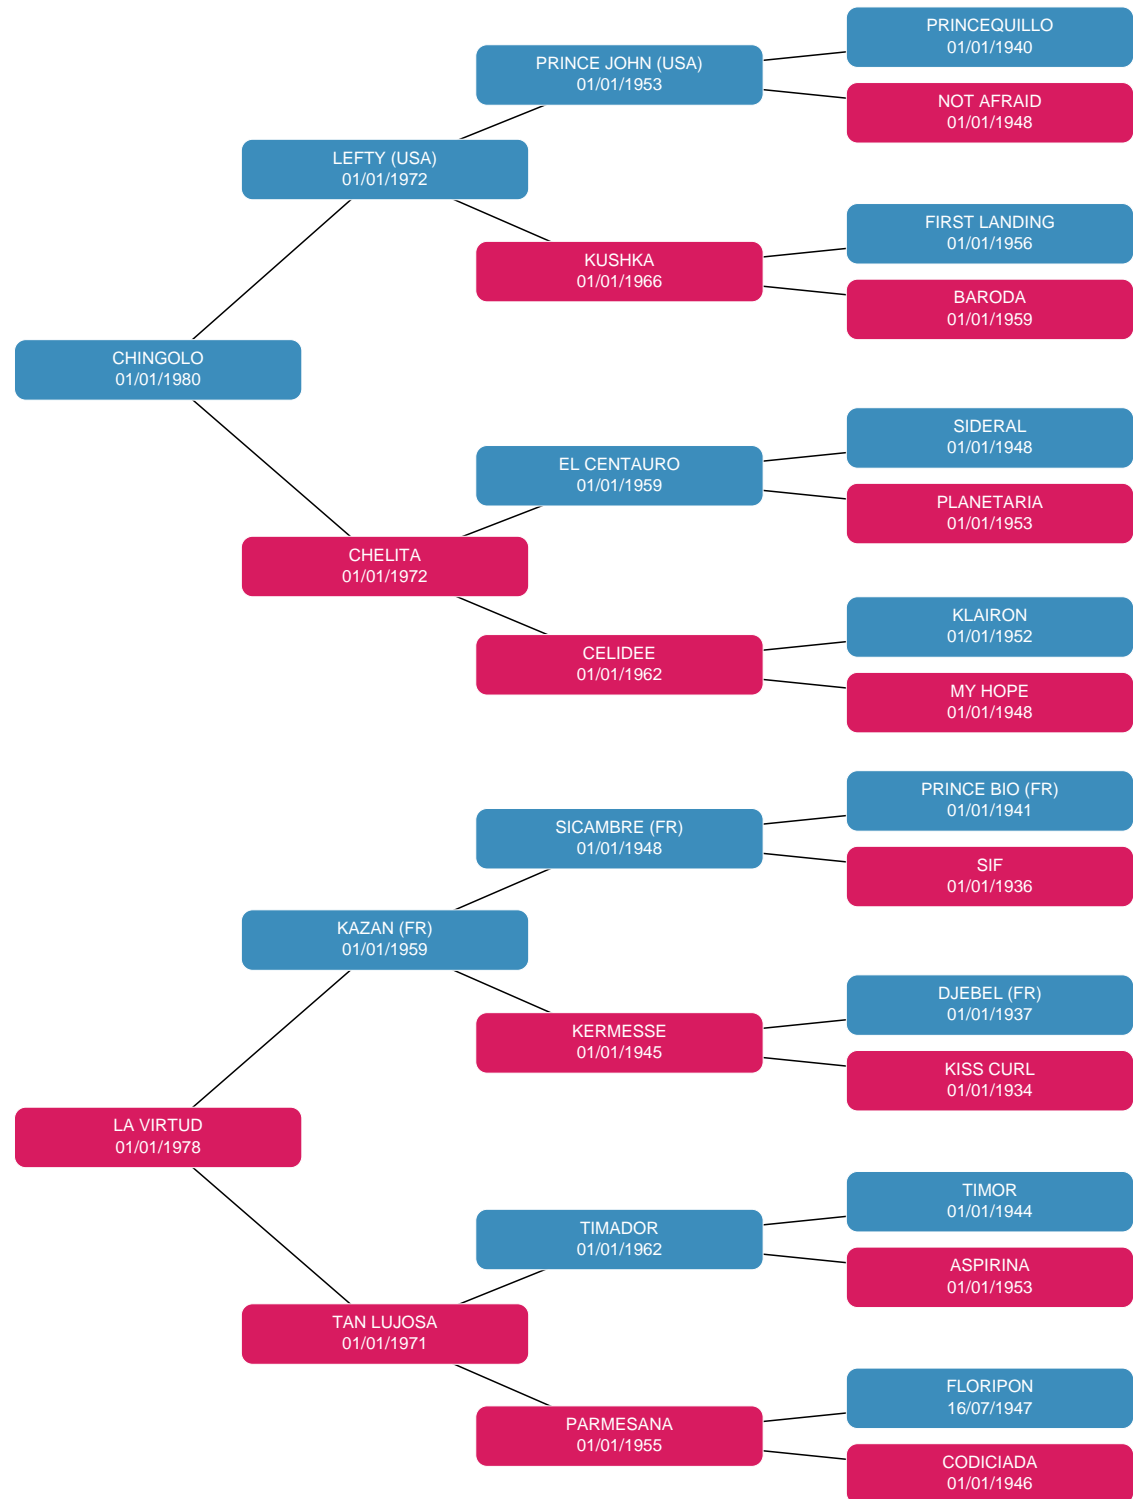 PRINCEQUILLO
01/01/1940
PRINCE JOHN (USA)
01/01/1953
NOT AFRAID
01/01/1948
LEFTY (USA)
01/01/1972
FIRST LANDING
01/01/1956
KUSHKA
01/01/1966
BARODA
01/01/1959
CHINGOLO
01/01/1980
SIDERAL
01/01/1948
EL CENTAURO
01/01/1959
PLANETARIA
01/01/1953
CHELITA
01/01/1972
KLAIRON
01/01/1952
CELIDEE
01/01/1962
MY HOPE
01/01/1948
PRINCE BIO (FR)
01/01/1941
SICAMBRE (FR)
01/01/1948
SIF
01/01/1936
KAZAN (FR)
01/01/1959
DJEBEL (FR)
01/01/1937
KERMESSE
01/01/1945
KISS CURL
01/01/1934
LA VIRTUD
01/01/1978
TIMOR
01/01/1944
TIMADOR
01/01/1962
ASPIRINA
01/01/1953
TAN LUJOSA
01/01/1971
FLORIPON
16/07/1947
PARMESANA
01/01/1955
CODICIADA
01/01/1946